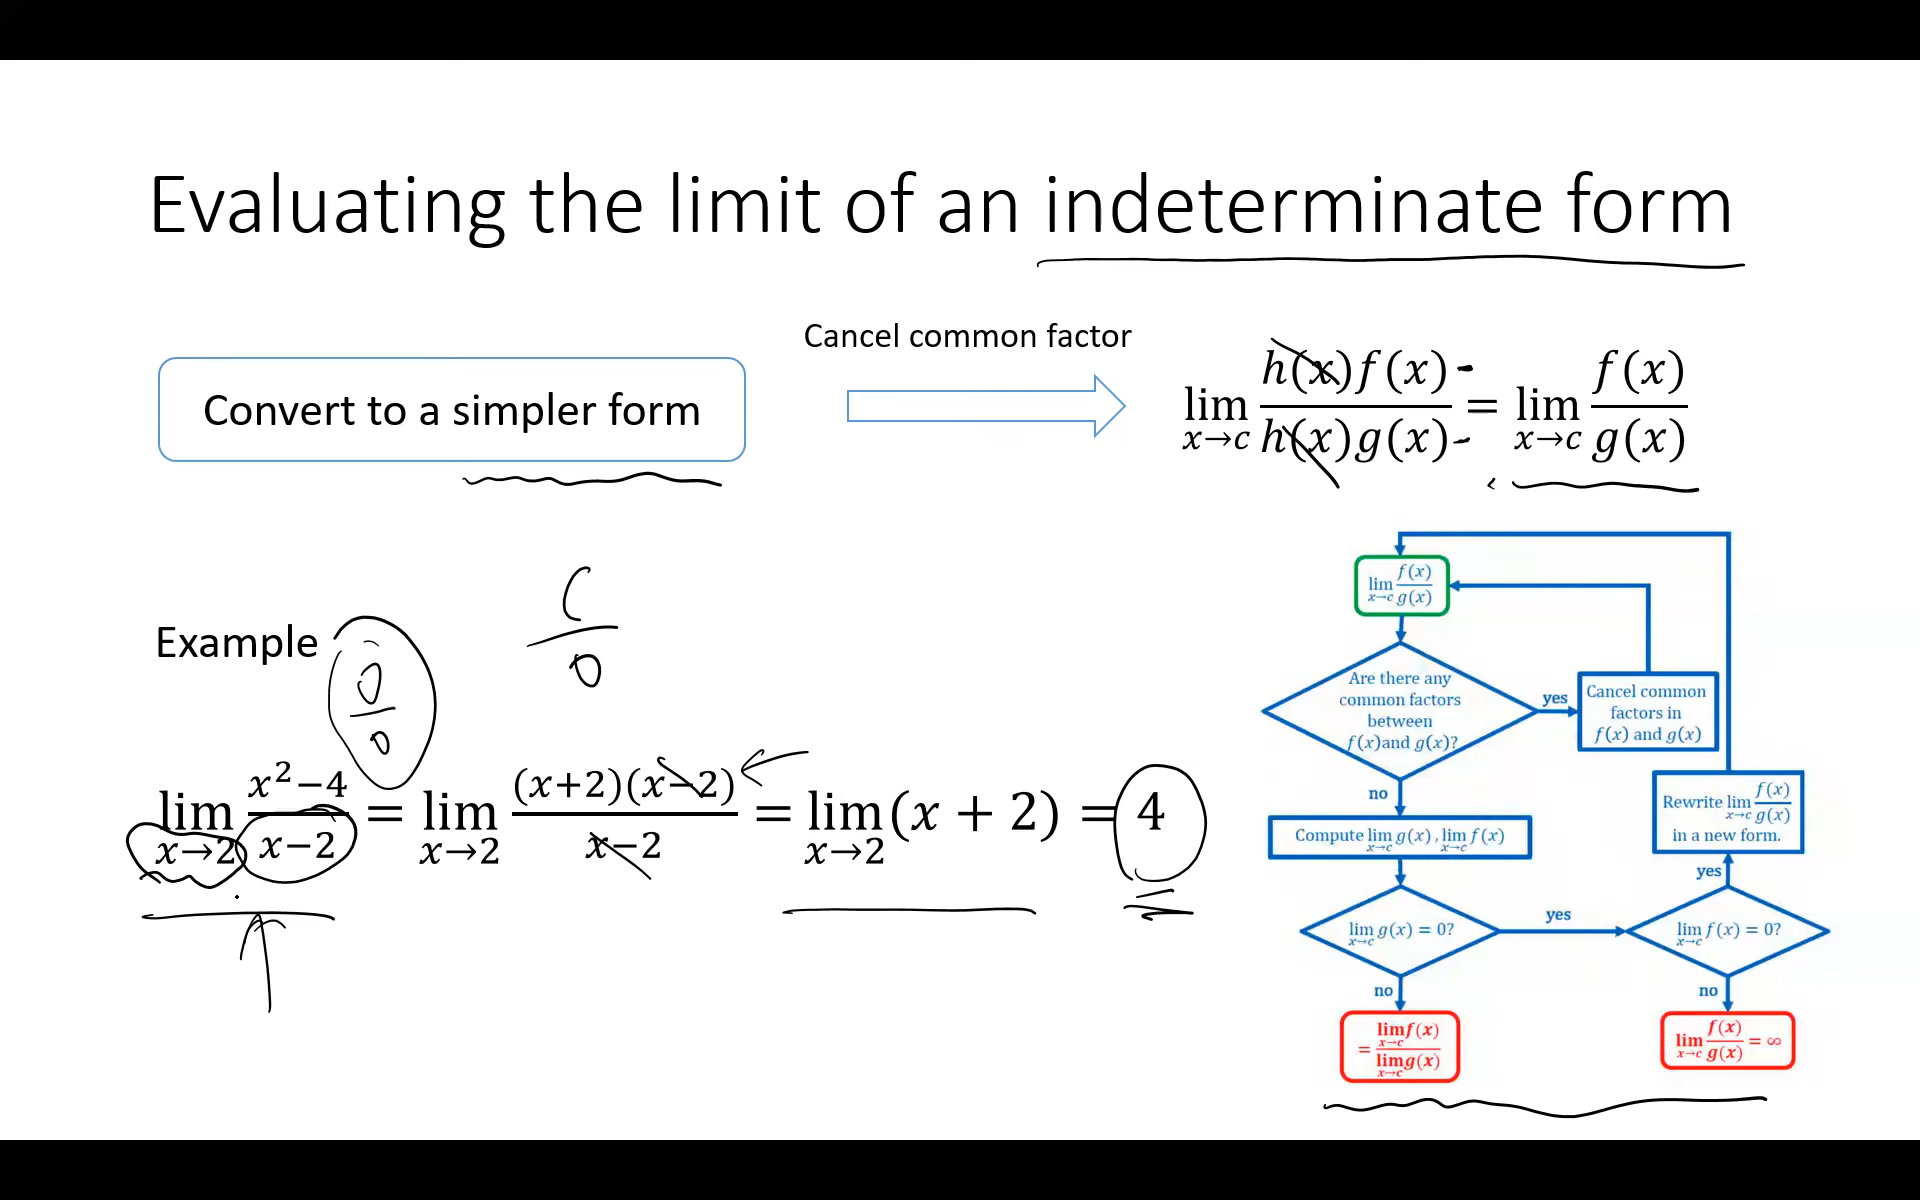 Evaluating the limit of an indeterminate form
Cancel common factor
Convert to a simpler form
lim x→c h(x)f(x) / h(x)g(x) = lim x→c f(x) / g(x)
Example
0/0
C/0
lim x→2 x²−4 / x−2 = lim x→2 (x+2)(x−2) / x−2 = lim x→2 (x + 2) = 4
lim x→c f(x) / g(x)
Are there any
common factors
between
f(x)and g(x)?
yes
Cancel common
factors in
f(x) and g(x)
no
Compute lim x→c g(x) , lim x→c f(x)
Rewrite lim x→c f(x) / g(x)
in a new form.
yes
lim x→c g(x) = 0?
yes
lim x→c f(x) = 0?
no
no
= lim x→c f(x) / lim x→c g(x)
lim x→c f(x) / g(x) = ∞